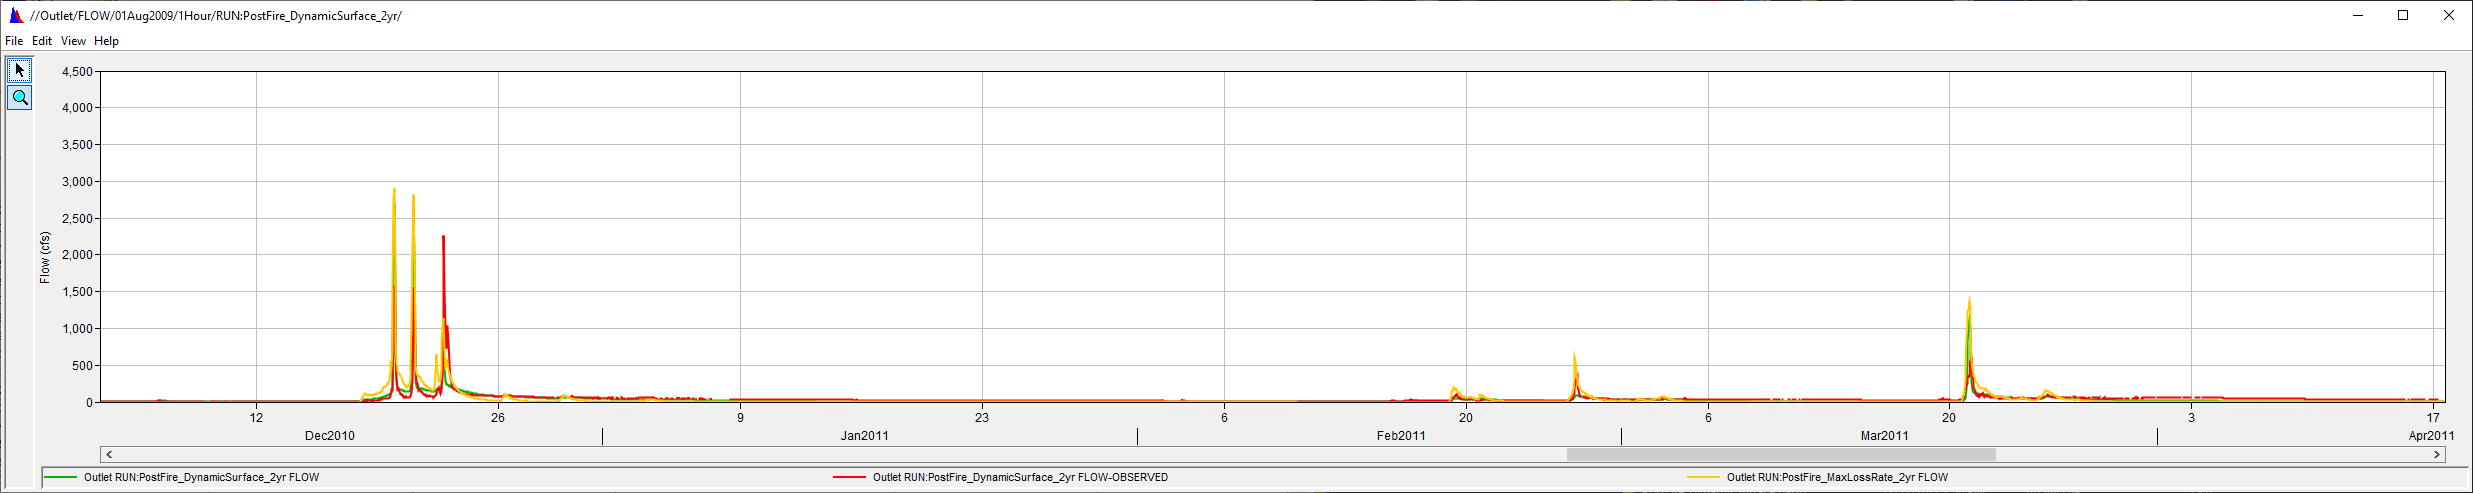 //Outlet/FLOW/01Aug2009/1Hour/RUN:PostFire_DynamicSurface_2yr/
File Edit View Help
4,500
4,000
3,500
3,000
2,500
2,000
1,500
1,000
500
0
Flow (cfs)
12 26 9 23 6 20 6 20 3 17
Dec2010 Jan2011 Feb2011 Mar2011 Apr2011
Outlet RUN:PostFire_DynamicSurface_2yr FLOW Outlet RUN:PostFire_DynamicSurface_2yr FLOW-OBSERVED Outlet RUN:PostFire_MaxLossRate_2yr FLOW